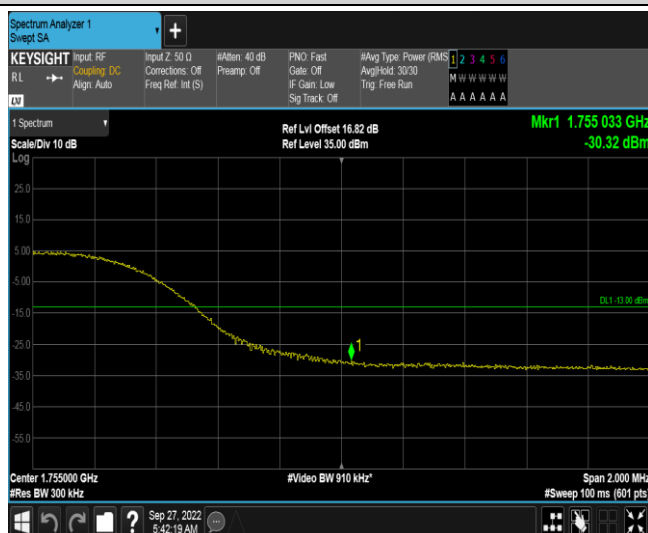 Spectrum Analyzer 1
Swept SA
+
KEYSIGHT
RL
Input: RF
Coupling: DC
Align: Auto
Input Z: 50 Ω
Corrections: Off
Freq Ref: Int (S)
#Atten: 40 dB
Preamp: Off
PNO: Fast
Gate: Off
IF Gain: Low
Sig Track: Off
#Avg Type: Power (RMS
Avg|Hold: 30/30
Trig: Free Run
1 2 3 4 5 6
M W W W W W
A A A A A A
LXI
1 Spectrum
Scale/Div 10 dB
Ref Lvl Offset 16.82 dB
Ref Level 35.00 dBm
Mkr1 1.755 033 GHz
-30.32 dBm
Log
25.0
15.0
5.00
-5.00
-15.0
-25.0
-35.0
-45.0
-55.0
DL1 -13.00 dBm
1
Center 1.755000 GHz
#Res BW 300 kHz
#Video BW 910 kHz*
Span 2.000 MHz
#Sweep 100 ms (601 pts)
?
Sep 27, 2022
5:42:19 AM